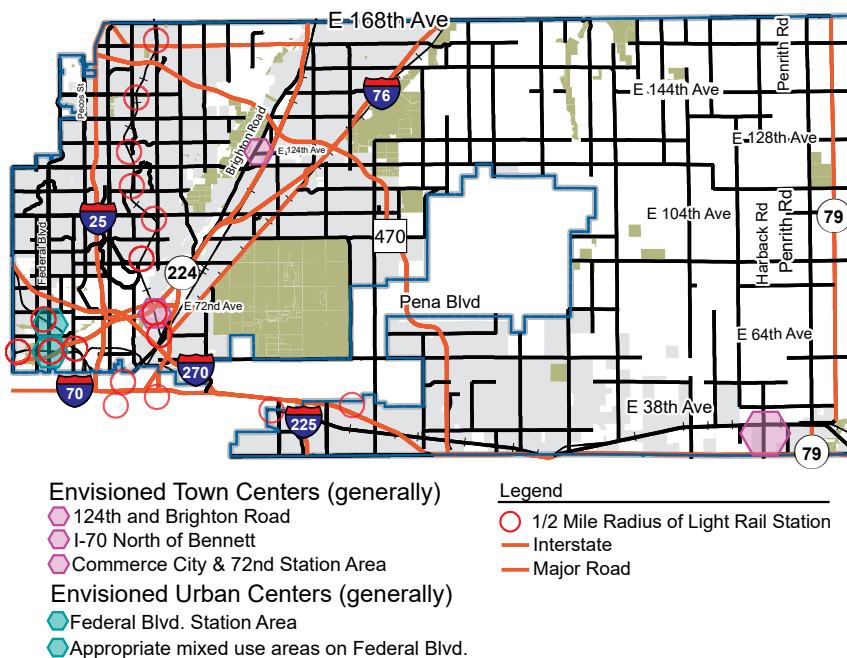 E 168th Ave
Penrith Rd
Pecos St
76
E 144th Ave
Brighton Road
E 124th Ave
E 128th Ave
25
Federal Blvd
E 104th Ave
Harback Rd
Penrith Rd
79
470
224
E 72nd Ave
Pena Blvd
E 64th Ave
270
70
225
E 38th Ave
79
Envisioned Town Centers (generally)
124th and Brighton Road
I-70 North of Bennett
Commerce City & 72nd Station Area
Envisioned Urban Centers (generally)
Federal Blvd. Station Area
Appropriate mixed use areas on Federal Blvd.
Legend
1/2 Mile Radius of Light Rail Station
Interstate
Major Road